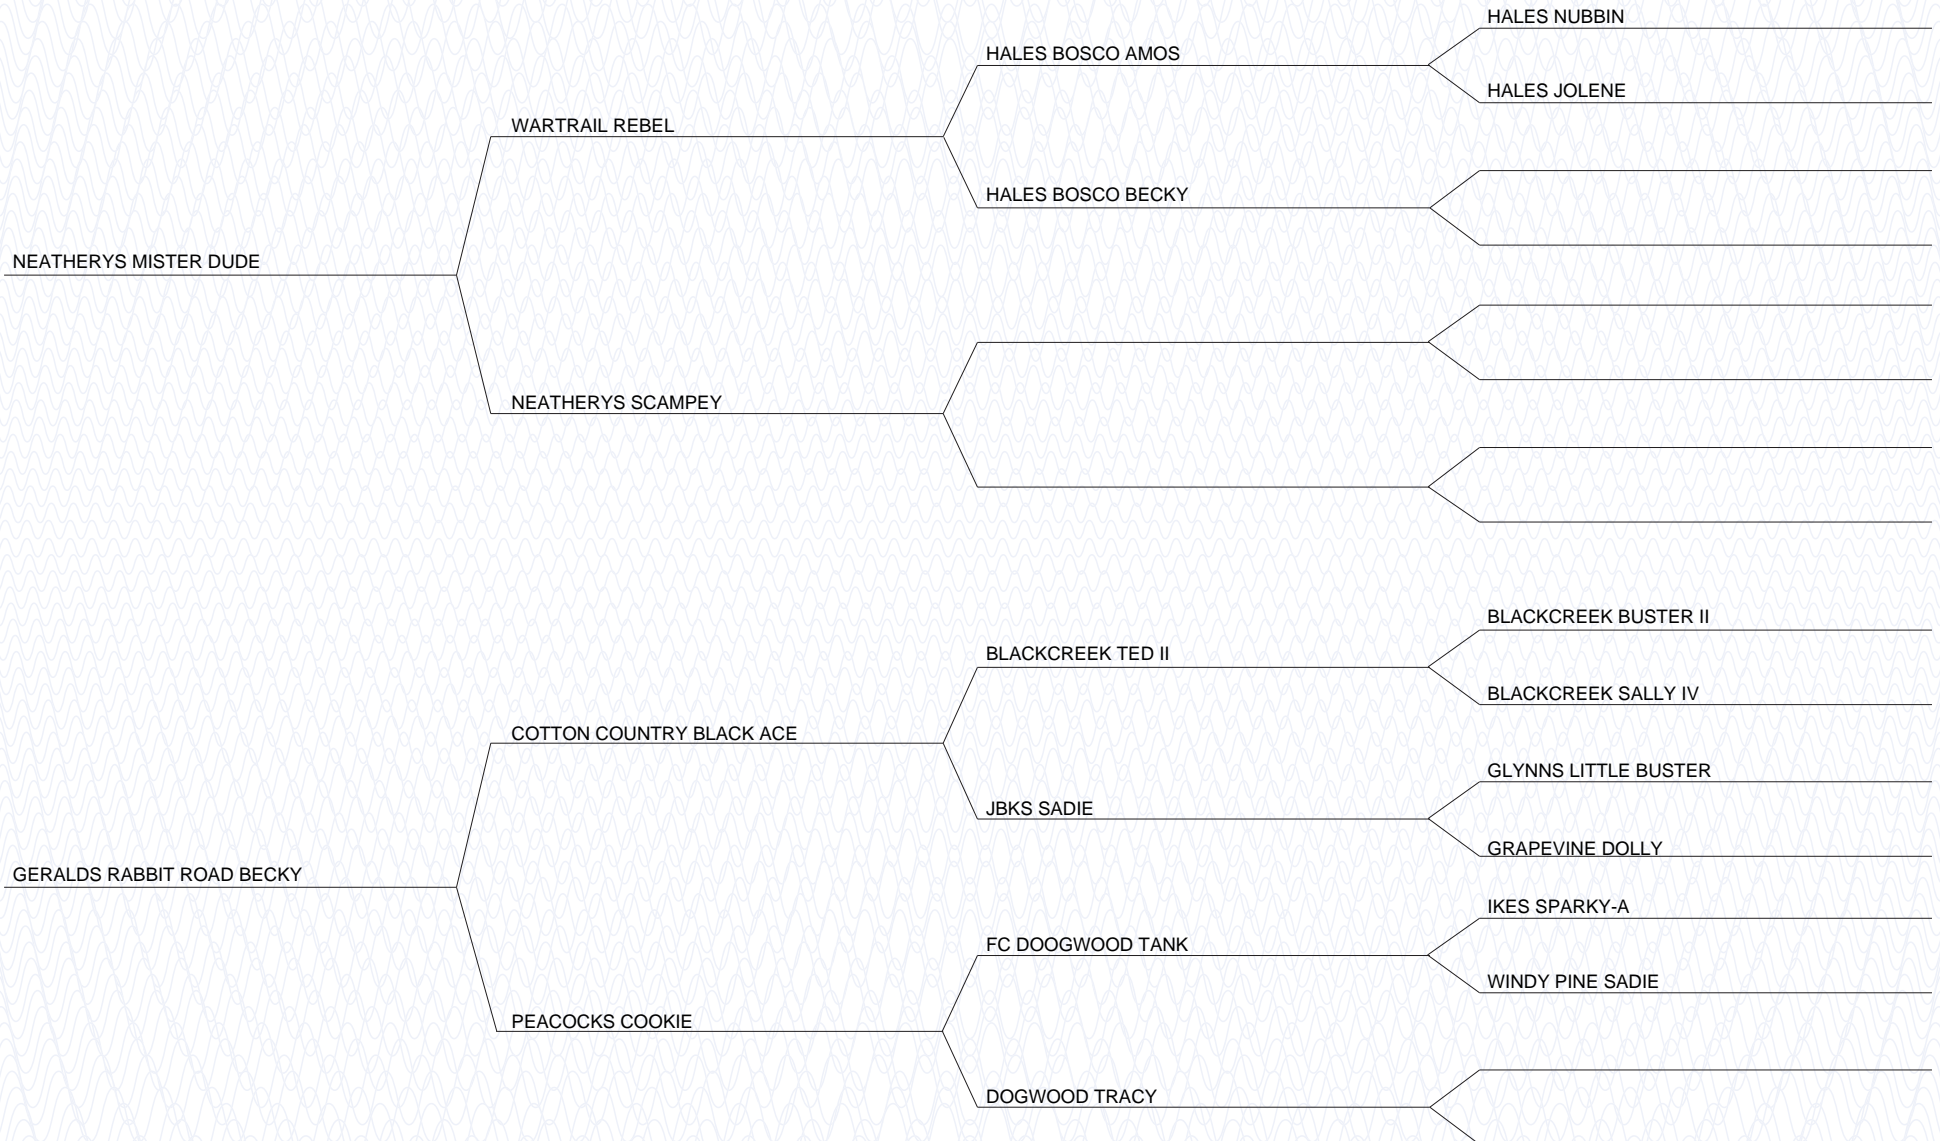 HALES NUBBIN
HALES BOSCO AMOS
HALES JOLENE
WARTRAIL REBEL
HALES BOSCO BECKY
NEATHERYS MISTER DUDE
NEATHERYS SCAMPEY
BLACKCREEK BUSTER II
BLACKCREEK TED II
BLACKCREEK SALLY IV
COTTON COUNTRY BLACK ACE
GLYNNS LITTLE BUSTER
JBKS SADIE
GRAPEVINE DOLLY
GERALDS RABBIT ROAD BECKY
IKES SPARKY-A
FC DOOGWOOD TANK
WINDY PINE SADIE
PEACOCKS COOKIE
DOGWOOD TRACY